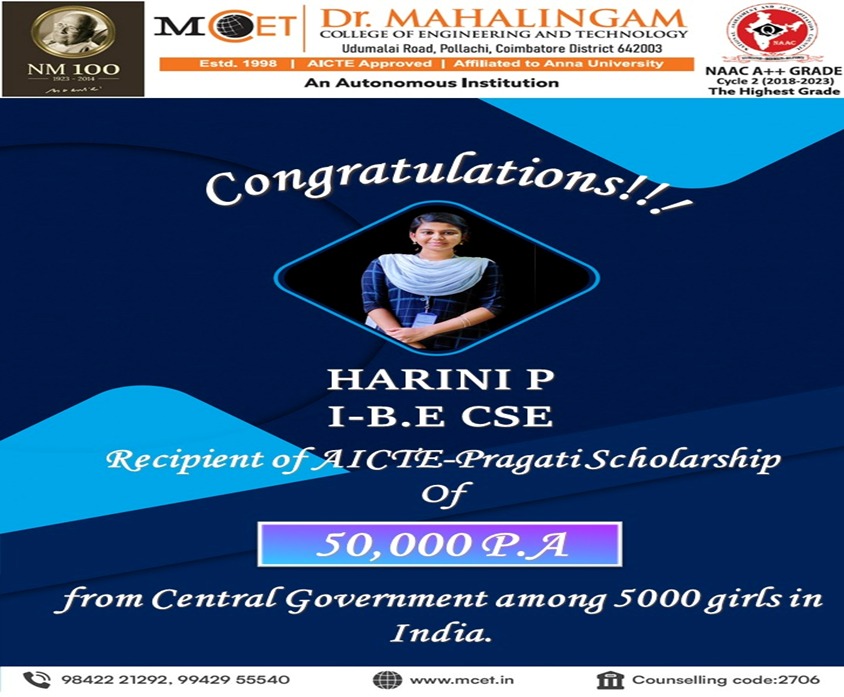 NM 100
1923 - 2014
MCET
Dr. MAHALINGAM
COLLEGE OF ENGINEERING AND TECHNOLOGY
Udumalai Road, Pollachi, Coimbatore District 642003
Estd. 1998 | AICTE Approved | Affiliated to Anna University
An Autonomous Institution
NAAC
NAAC A++ GRADE
Cycle 2 (2018-2023)
The Highest Grade
Congratulations!!!
HARINI P
I-B.E CSE
Recipient of AICTE-Pragati Scholarship
Of
50,000 P.A
from Central Government among 5000 girls in
India.
98422 21292, 99429 55540
www.mcet.in
Counselling code:2706